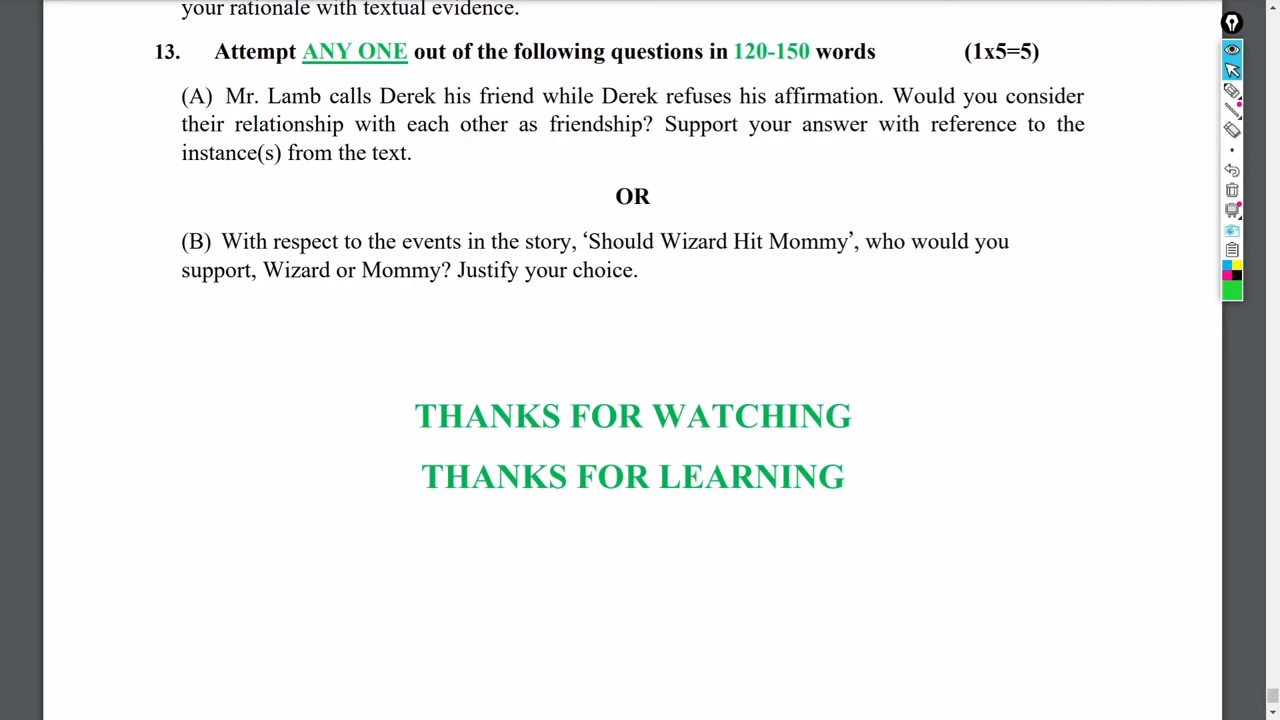 your rationale with textual evidence.
13. Attempt ANY ONE out of the following questions in 120-150 words (1x5=5)
(A) Mr. Lamb calls Derek his friend while Derek refuses his affirmation. Would you consider
their relationship with each other as friendship? Support your answer with reference to the
instance(s) from the text.
OR
(B) With respect to the events in the story, ‘Should Wizard Hit Mommy’, who would you
support, Wizard or Mommy? Justify your choice.
THANKS FOR WATCHING
THANKS FOR LEARNING